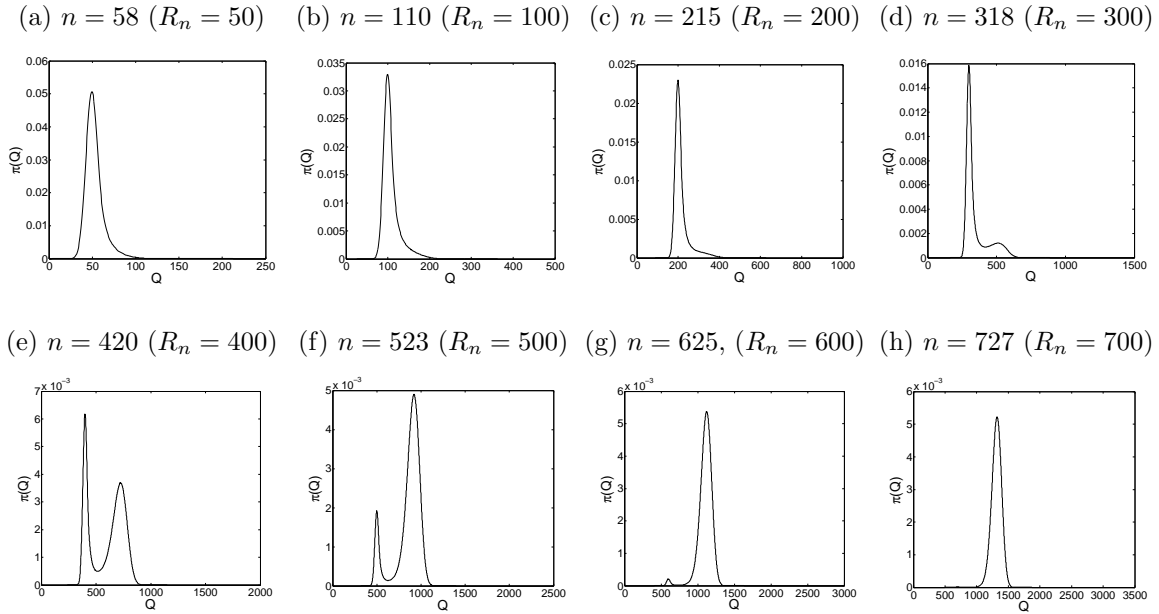 (a) n = 58 (R_n = 50)
0.06
0.05
0.04
0.03
0.02
0.01
0
π(Q)
0 50 100 150 200 250
Q
(b) n = 110 (R_n = 100)
0.035
0.03
0.025
0.02
0.015
0.01
0.005
0
π(Q)
0 100 200 300 400 500
Q
(c) n = 215 (R_n = 200)
0.025
0.02
0.015
0.01
0.005
0
π(Q)
0 200 400 600 800 1000
Q
(d) n = 318 (R_n = 300)
0.016
0.014
0.012
0.01
0.008
0.006
0.004
0.002
0
π(Q)
0 500 1000 1500
Q
(e) n = 420 (R_n = 400)
x 10⁻³
7
6
5
4
3
2
1
0
π(Q)
0 500 1000 1500 2000
Q
(f) n = 523 (R_n = 500)
x 10⁻³
5
4
3
2
1
0
π(Q)
0 500 1000 1500 2000 2500
Q
(g) n = 625, (R_n = 600)
x 10⁻³
6
5
4
3
2
1
0
π(Q)
0 500 1000 1500 2000 2500 3000
Q
(h) n = 727 (R_n = 700)
x 10⁻³
6
5
4
3
2
1
0
π(Q)
0 500 1000 1500 2000 2500 3000 3500
Q